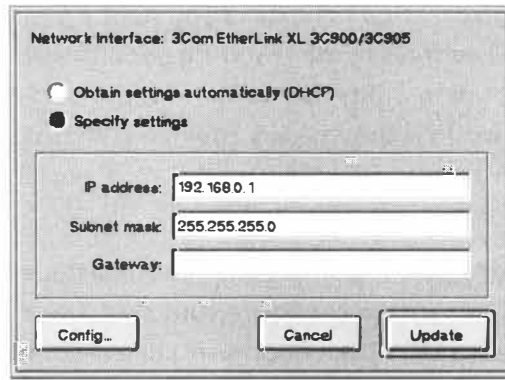 Network Interface: 3Com EtherLink XL 3C900/3C905
Obtain settings automatically (DHCP)
Specify settings
IP address: 192.168.0.1
Subnet mask: 255.255.255.0
Gateway:
Config...
Cancel
Update